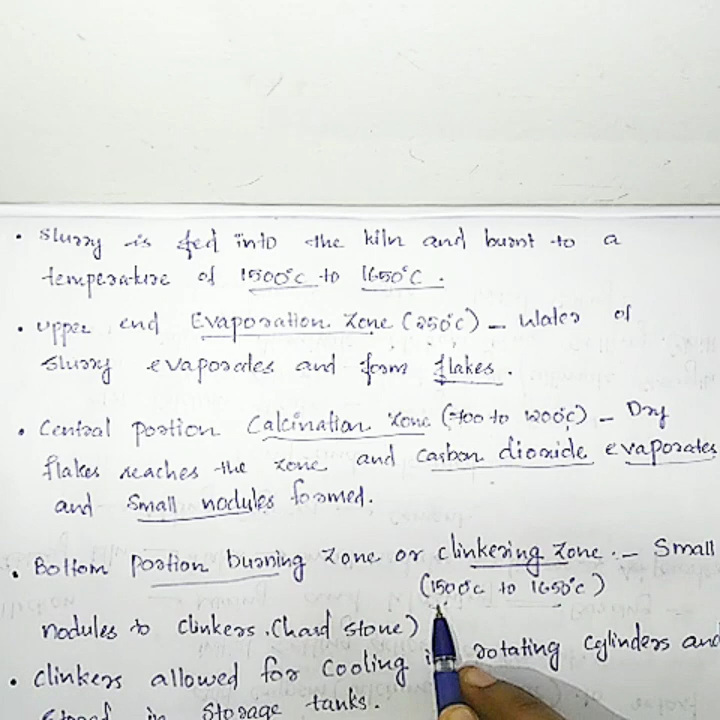 • Slurry is fed into the kiln and burnt to a
temperature of 1500°C to 1650°C.
• Upper end Evaporation Zone (250°C) - Water of
Slurry evaporates and form flakes.
• Central portion Calcination Zone (700 to 1200°C) - Dry
flakes reaches the zone and carbon dioxide evaporates
and small nodules formed.
• Bottom portion burning zone or clinkering zone. - Small
(1500°C to 1650°C)
nodules to clinkers. (hard stone)
• Clinkers allowed for cooling rotating cylinders and
stored in storage tanks.